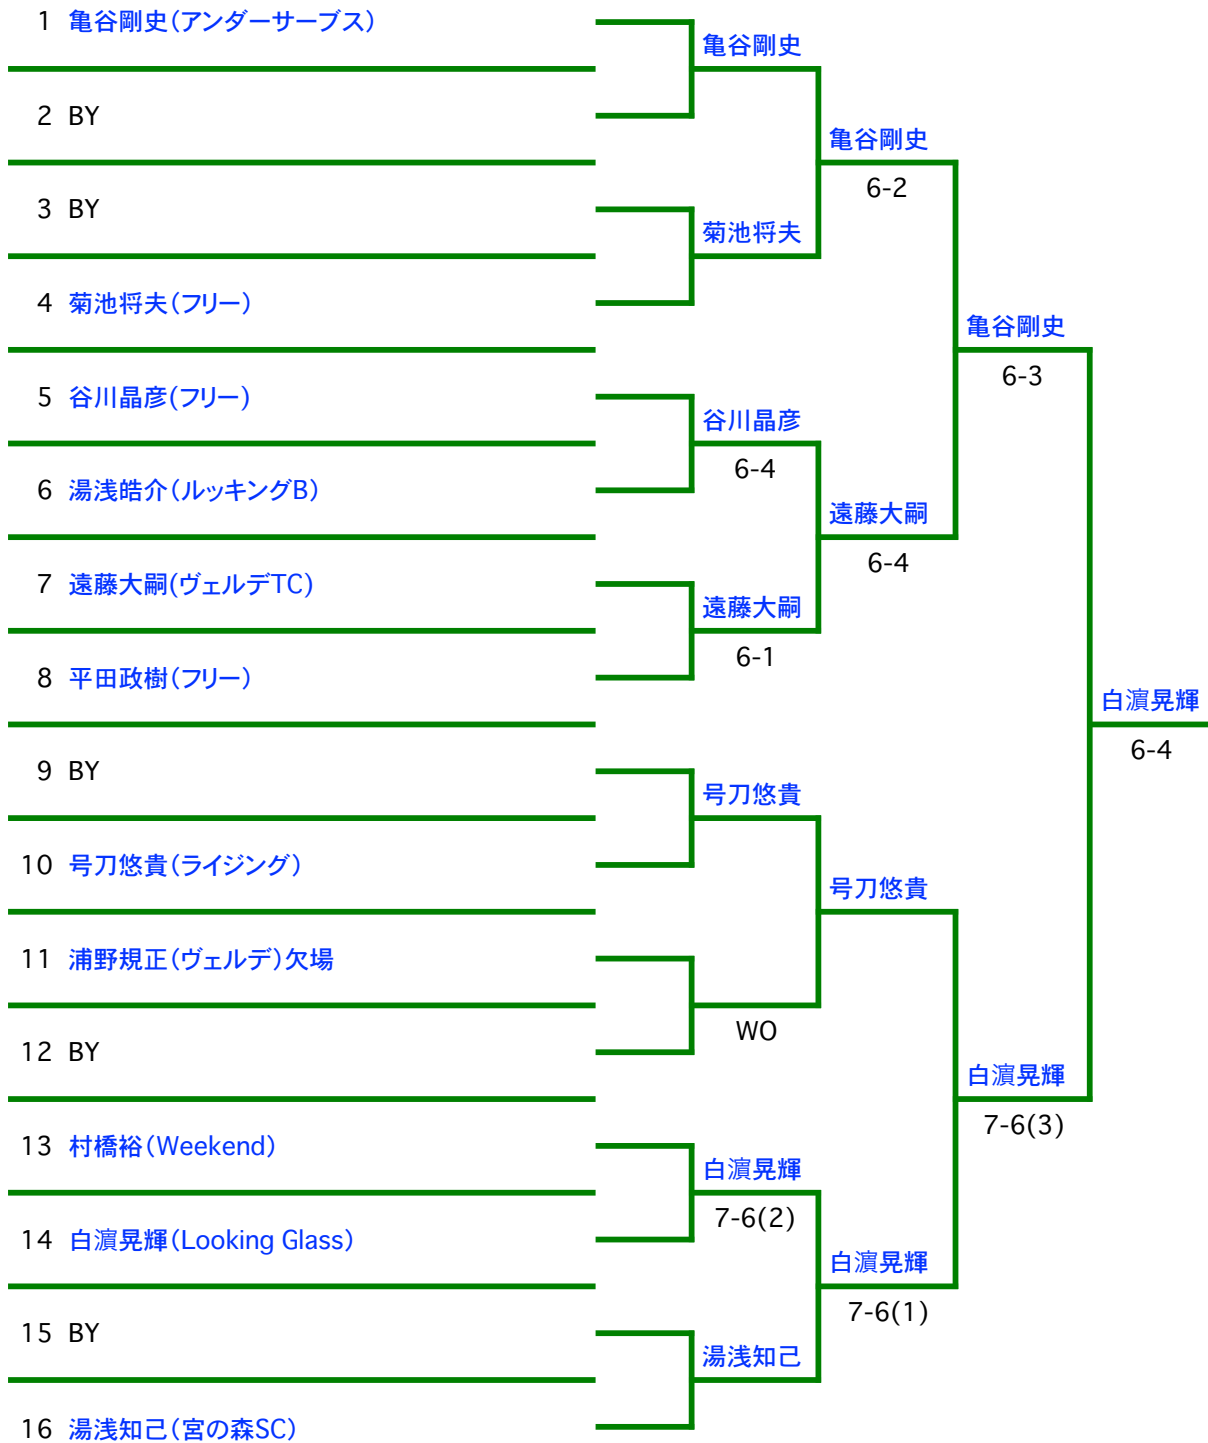 1 亀谷剛史（アンダーサーブス）
亀谷剛史
2 BY
亀谷剛史
6-2
3 BY
菊池将夫
4 菊池将夫（フリー）
亀谷剛史
6-3
5 谷川晶彦(フリー)
谷川晶彦
6-4
6 湯浅皓介（ルッキングB）
遠藤大嗣
6-4
7 遠藤大嗣(ヴェルデTC)
遠藤大嗣
6-1
8 平田政樹（フリー）
白濵晃輝
6-4
9 BY
号刀悠貴
10 号刀悠貴（ライジング）
号刀悠貴
11 浦野規正（ヴェルデ）欠場
WO
12 BY
白濵晃輝
7-6(3)
13 村橋裕（Weekend）
白濵晃輝
7-6(2)
14 白濵晃輝（Looking Glass）
白濵晃輝
7-6(1)
15 BY
湯浅知己
16 湯浅知己（宮の森SC）